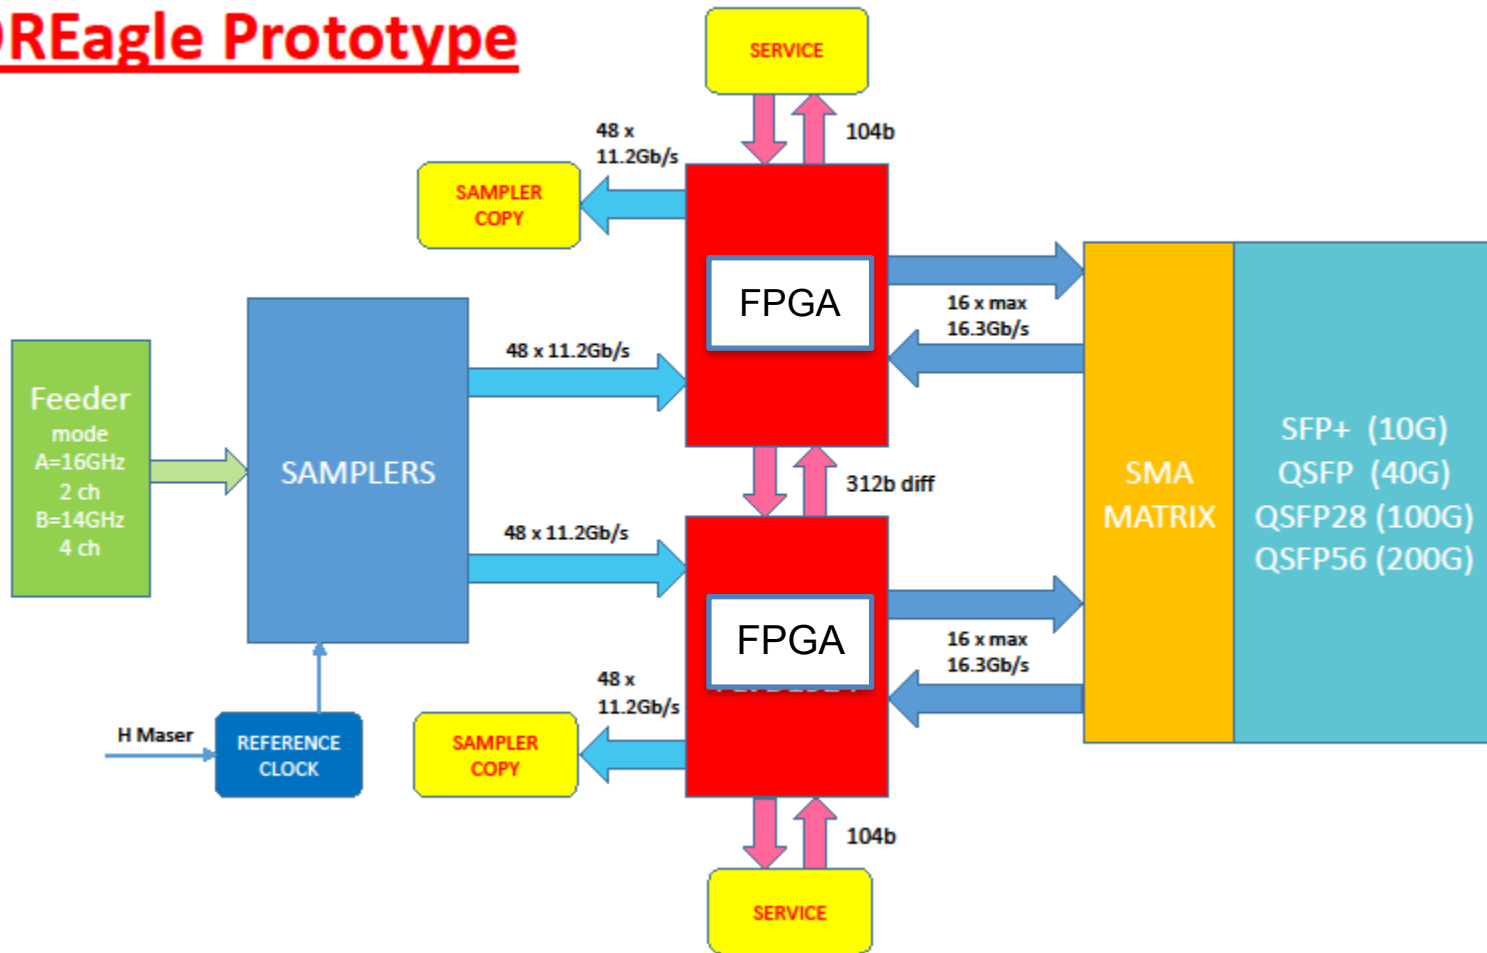 OREagle Prototype
SERVICE
48 x
11.2Gb/s
104b
SAMPLER
COPY
FPGA
16 x max
16.3Gb/s
48 x 11.2Gb/s
Feeder
mode
A=16GHz
2 ch
B=14GHz
4 ch
SAMPLERS
312b diff
SMA
MATRIX
SFP+ (10G)
QSFP (40G)
QSFP28 (100G)
QSFP56 (200G)
48 x 11.2Gb/s
FPGA
16 x max
16.3Gb/s
48 x
11.2Gb/s
H Maser
REFERENCE
CLOCK
SAMPLER
COPY
104b
SERVICE